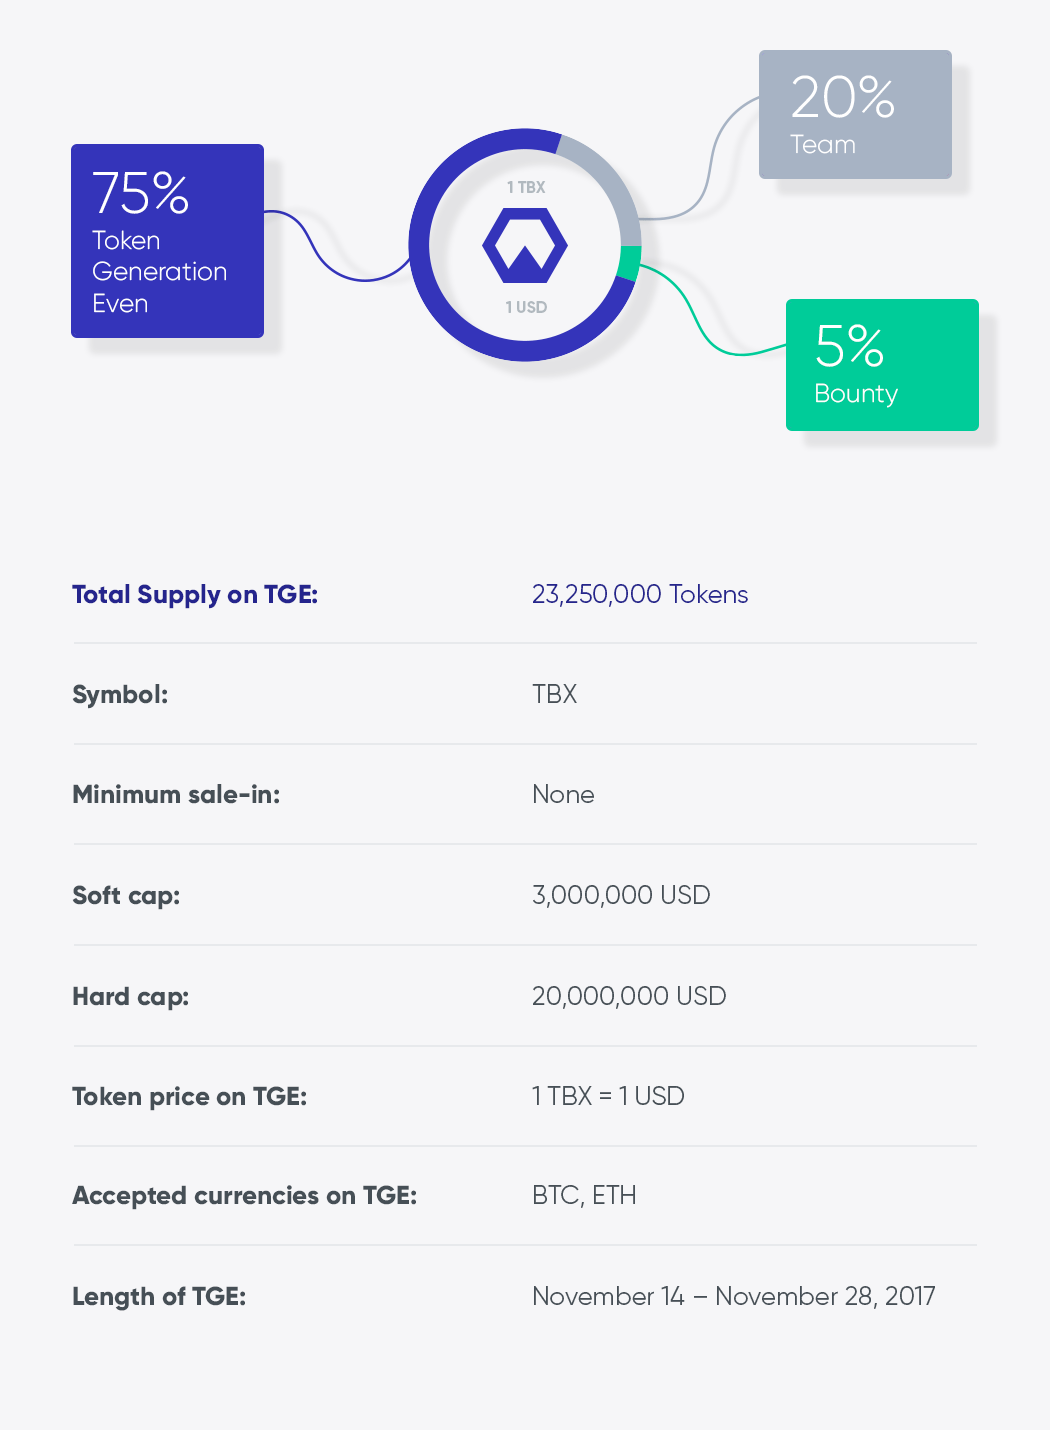 75%
Token
Generation
Even
1 TBX
1 USD
20%
Team
5%
Bounty
Total Supply on TGE: 23,250,000 Tokens
Symbol: TBX
Minimum sale-in: None
Soft cap: 3,000,000 USD
Hard cap: 20,000,000 USD
Token price on TGE: 1 TBX = 1 USD
Accepted currencies on TGE: BTC, ETH
Length of TGE: November 14 – November 28, 2017